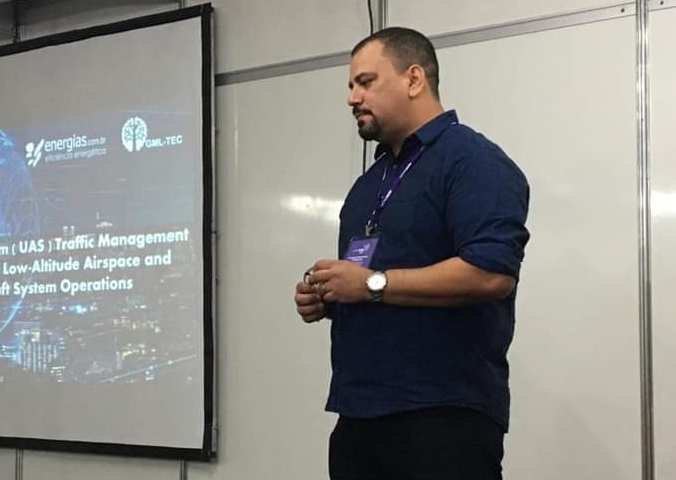 energias.com.br
eficiência energética
GML-TEC
m ( UAS ) Traffic Management
Low-Altitude Airspace and
ft System Operations